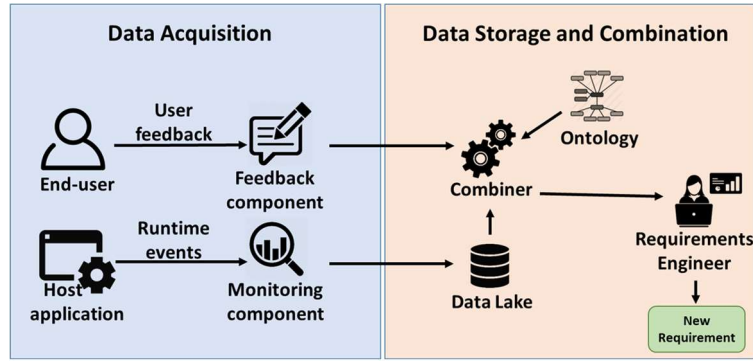 Data Acquisition
Data Storage and Combination
User
feedback
Ontology
End-user
Feedback
component
Combiner
Runtime
events
Requirements
Engineer
Host
application
Monitoring
component
Data Lake
New
Requirement